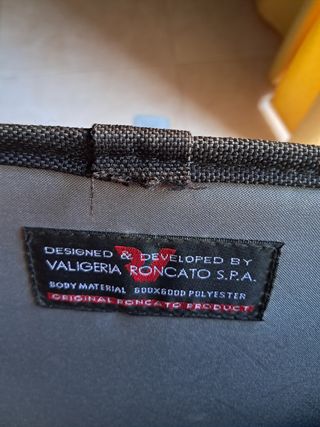 DESIGNED & DEVELOPED BY
VALIGERIA RONCATO S.P.A.
BODY MATERIAL 600X600D POLYESTER
ORIGINAL RONCATO PRODUCT